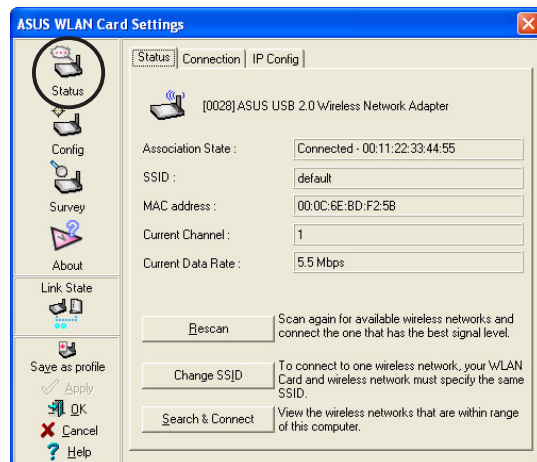 ASUS WLAN Card Settings
Status
Config
Survey
About
Link State
Save as profile
Apply
OK
Cancel
Help
Status Connection IP Config
[0028] ASUS USB 2.0 Wireless Network Adapter
Association State : Connected - 00:11:22:33:44:55
SSID : default
MAC address : 00:0C:6E:BD:F2:5B
Current Channel : 1
Current Data Rate : 5.5 Mbps
Rescan
Scan again for available wireless networks and
connect the one that has the best signal level.
Change SSID
To connect to one wireless network, your WLAN
Card and wireless network must specify the same
SSID.
Search & Connect
View the wireless networks that are within range
of this computer.